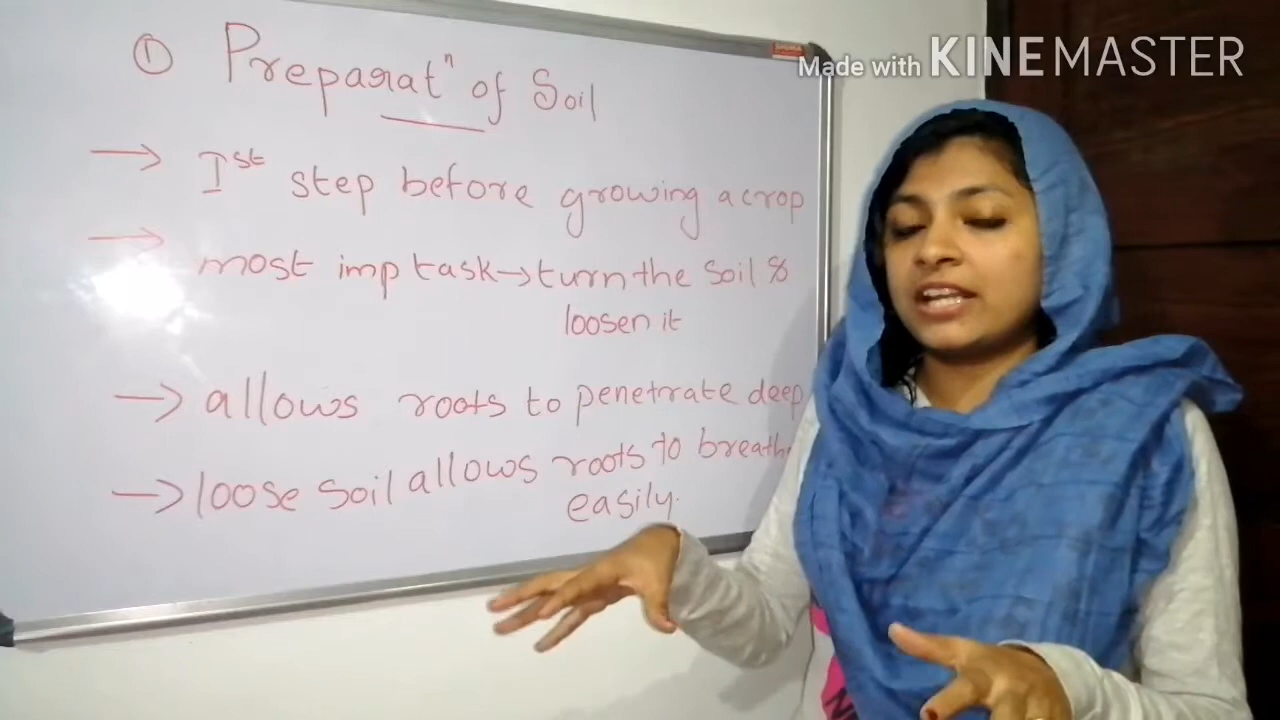 ① Preparatⁿ of Soil
→ Iˢᵗ step before growing a crop
→ most imp task → turn the soil &
loosen it
→ allows roots to penetrate deep
→ loose soil allows roots to breathe
easily.
Made with KINEMASTER